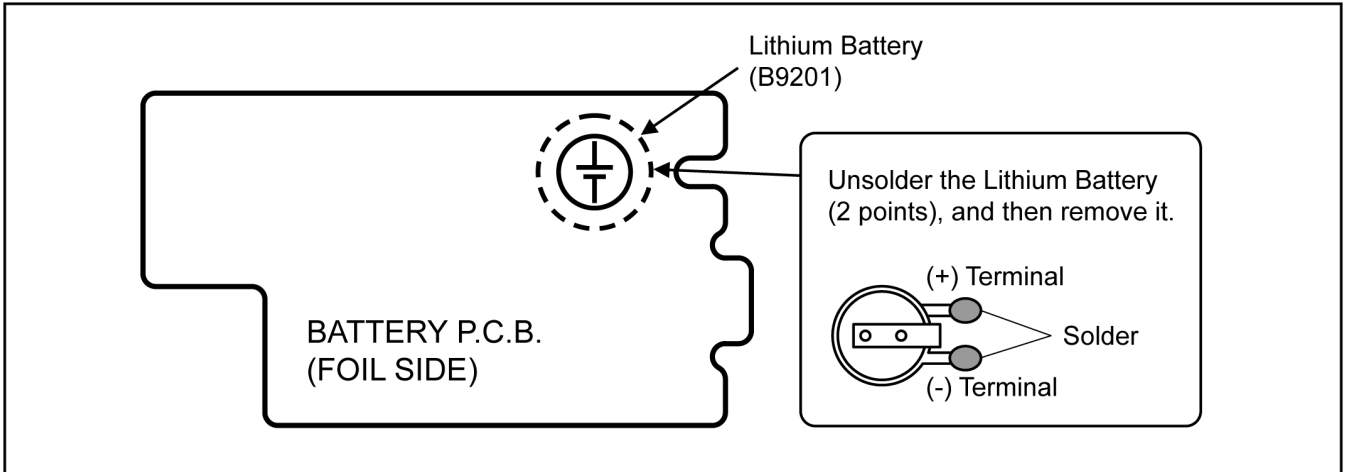 Lithium Battery
(B9201)
Unsolder the Lithium Battery
(2 points), and then remove it.
(+) Terminal
Solder
(-) Terminal
BATTERY P.C.B.
(FOIL SIDE)